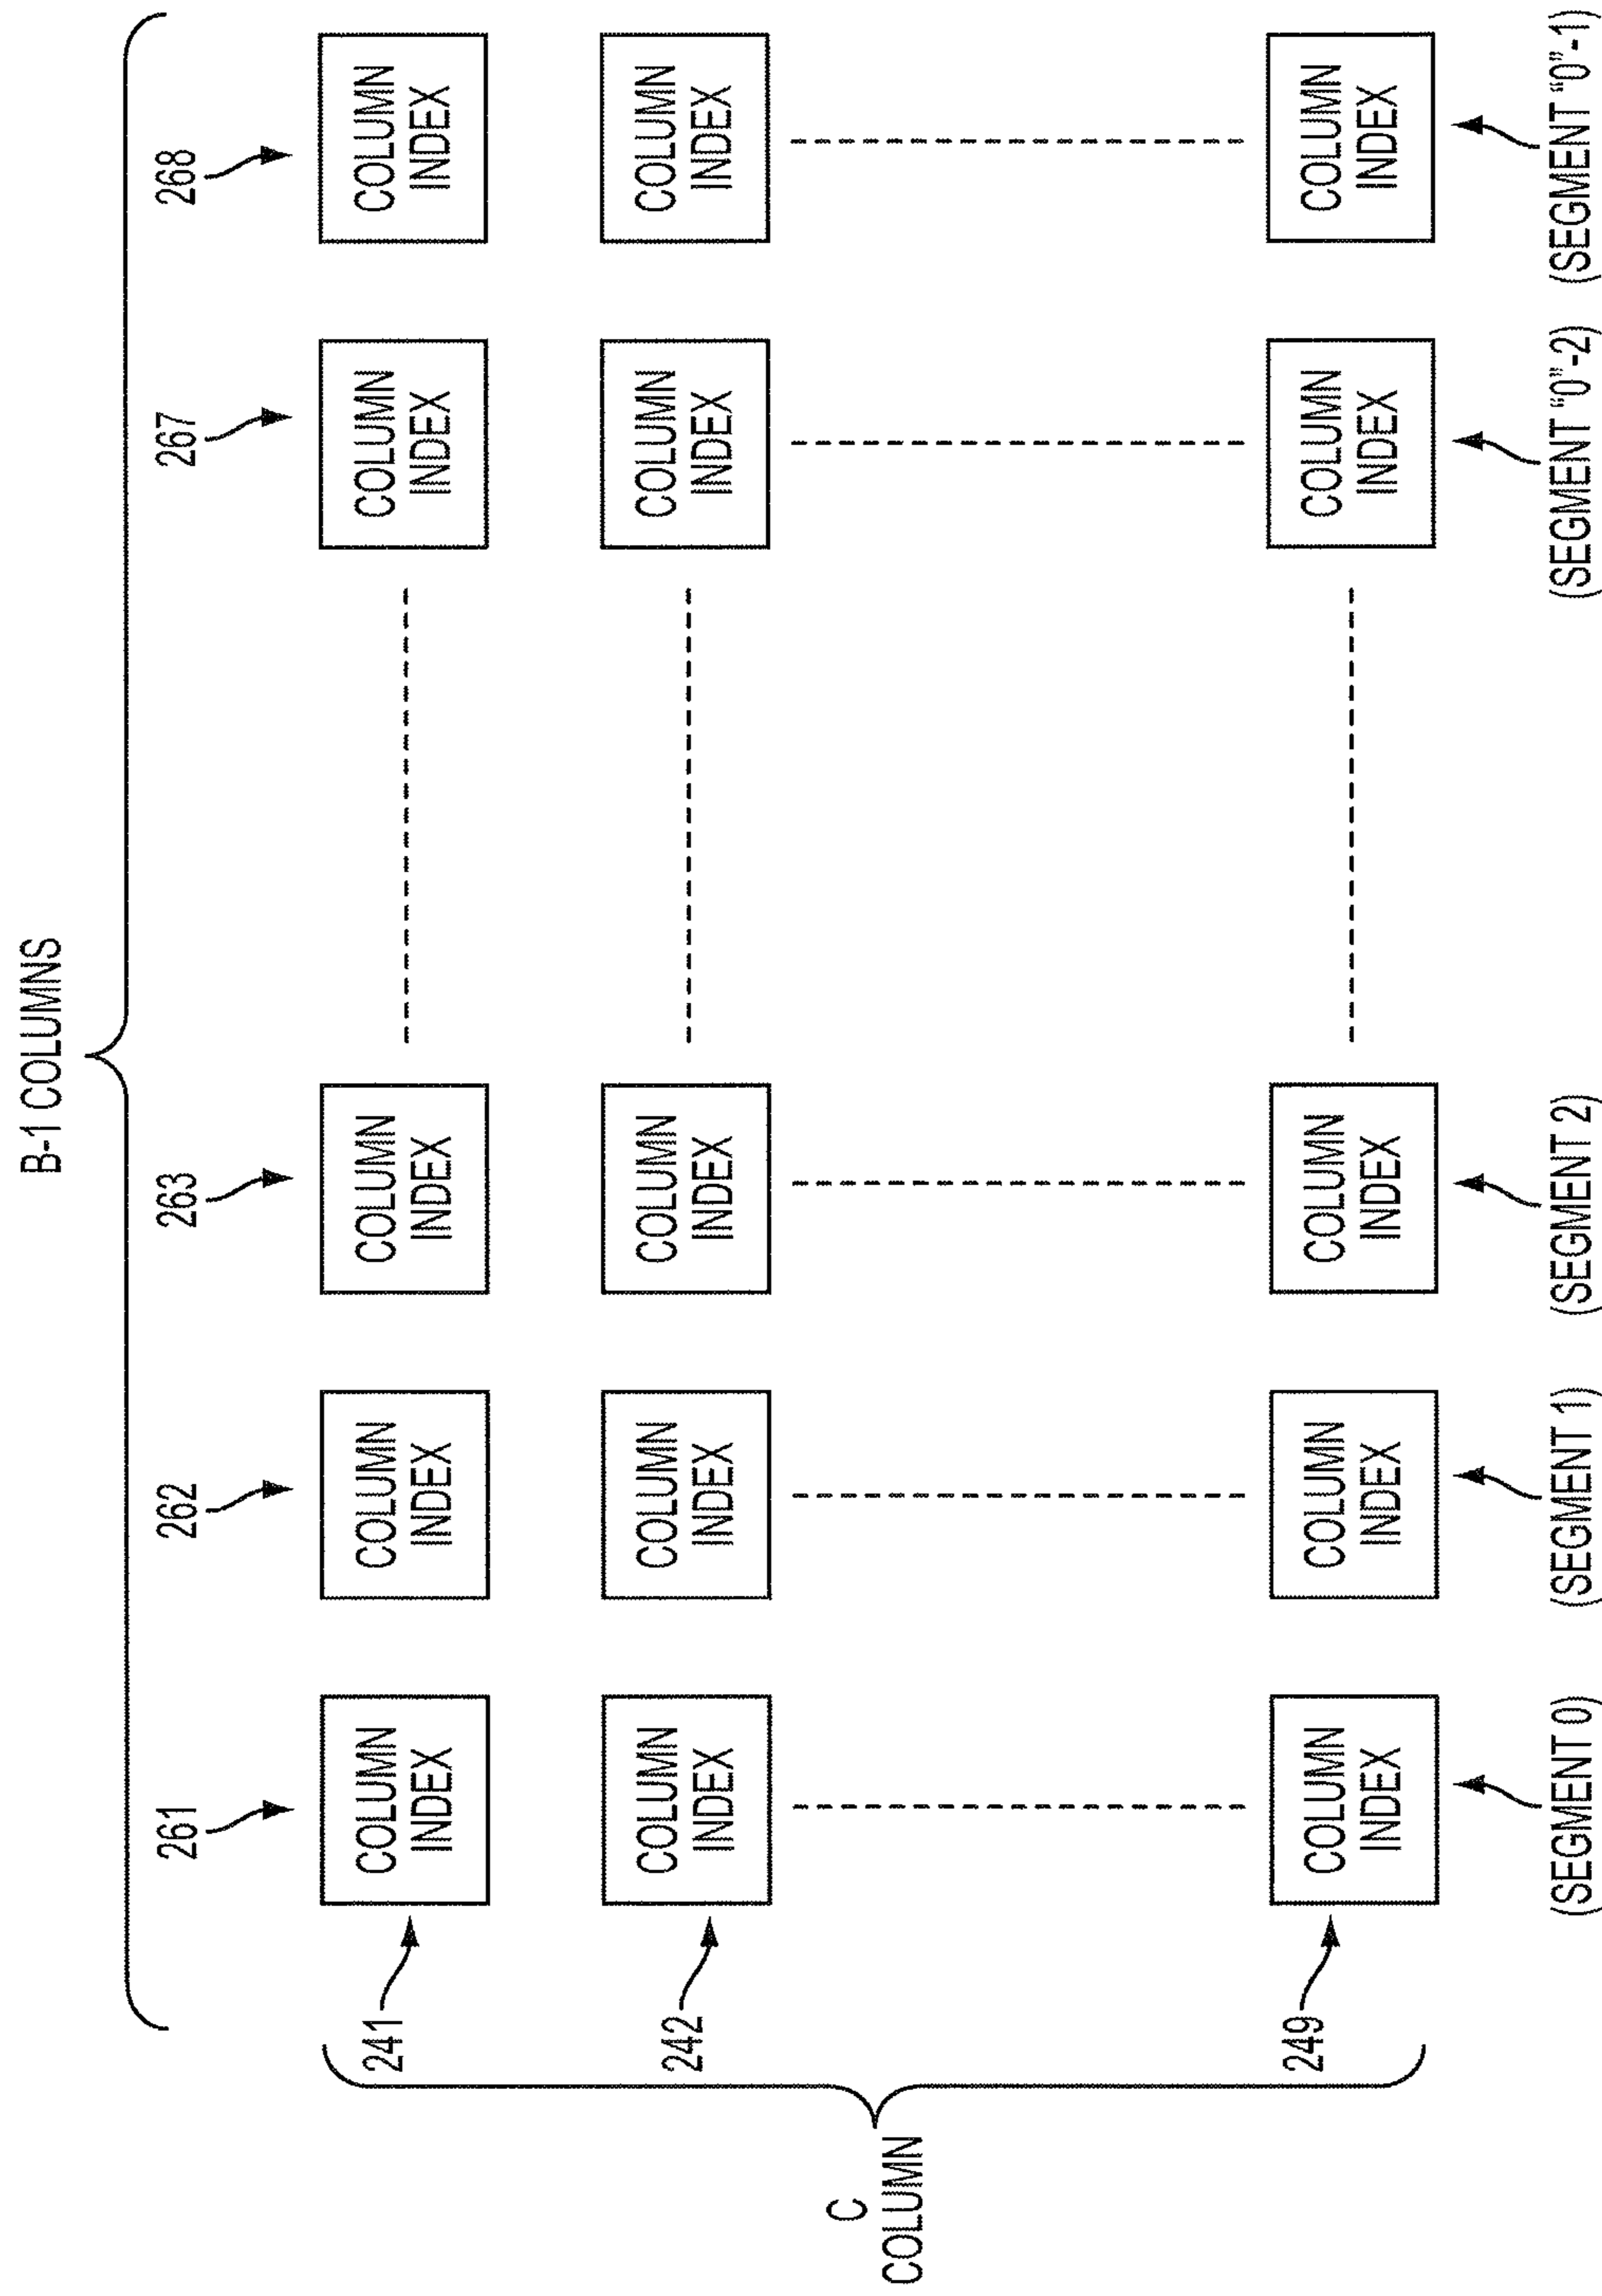 B-1 COLUMNS
261
262
263
267
268
C
COLUMN
241
COLUMN
INDEX
COLUMN
INDEX
COLUMN
INDEX
COLUMN
INDEX
COLUMN
INDEX
242
COLUMN
INDEX
COLUMN
INDEX
COLUMN
INDEX
COLUMN
INDEX
COLUMN
INDEX
249
COLUMN
INDEX
COLUMN
INDEX
COLUMN
INDEX
COLUMN
INDEX
COLUMN
INDEX
(SEGMENT 0)
(SEGMENT 1)
(SEGMENT 2)
(SEGMENT "0"-2)
(SEGMENT "0"-1)